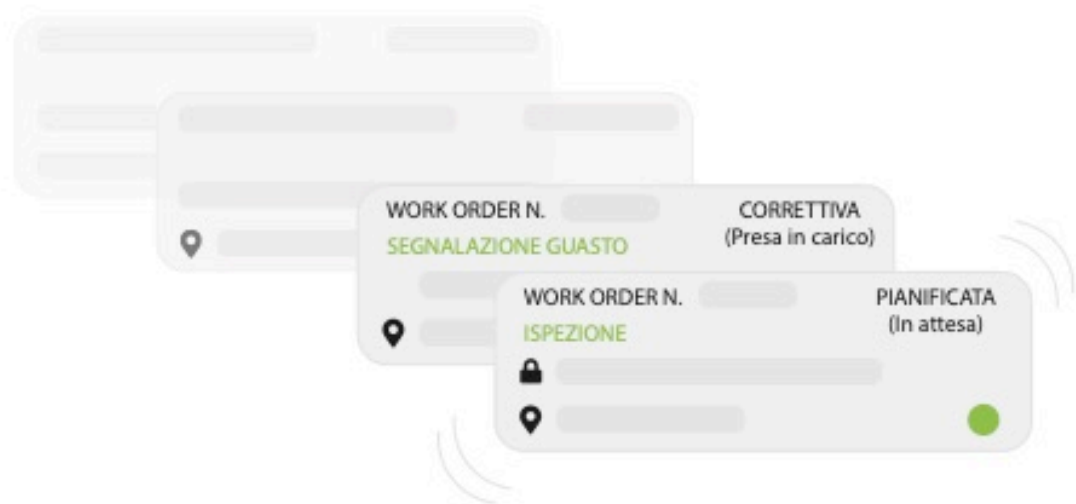 WORK ORDER N.
CORRETTIVA
(Presa in carico)
SEGNALAZIONE GUASTO
WORK ORDER N.
PIANIFICATA
(In attesa)
ISPEZIONE